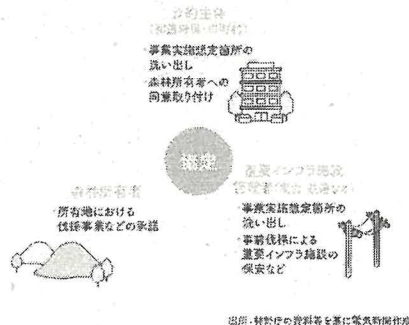 公的主体
(都道府県・市町村)
・事業実施想定箇所の
洗い出し
・森林所有者への
同意取り付け
協定
森林所有者
・所有地における
伐採事業などの承諾
重要インフラ施設
管理者(電力・鉄道など)
・事業実施想定箇所の
洗い出し
・事前伐採による
重要インフラ施設の
保安など
出所・林野庁の資料等を基に電気新聞作成